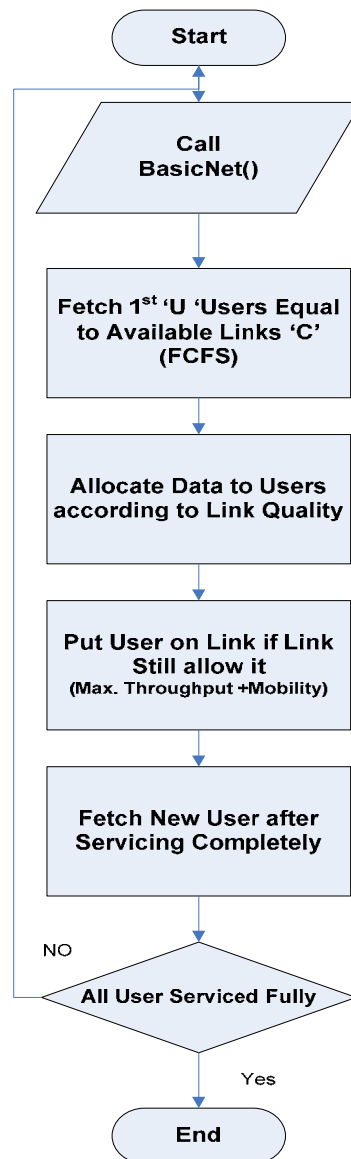 Start
Call
BasicNet()
Fetch 1st ‘U ‘Users Equal
to Available Links ‘C’
(FCFS)
Allocate Data to Users
according to Link Quality
Put User on Link if Link
Still allow it
(Max. Throughput +Mobility)
Fetch New User after
Servicing Completely
NO
All User Serviced Fully
Yes
End